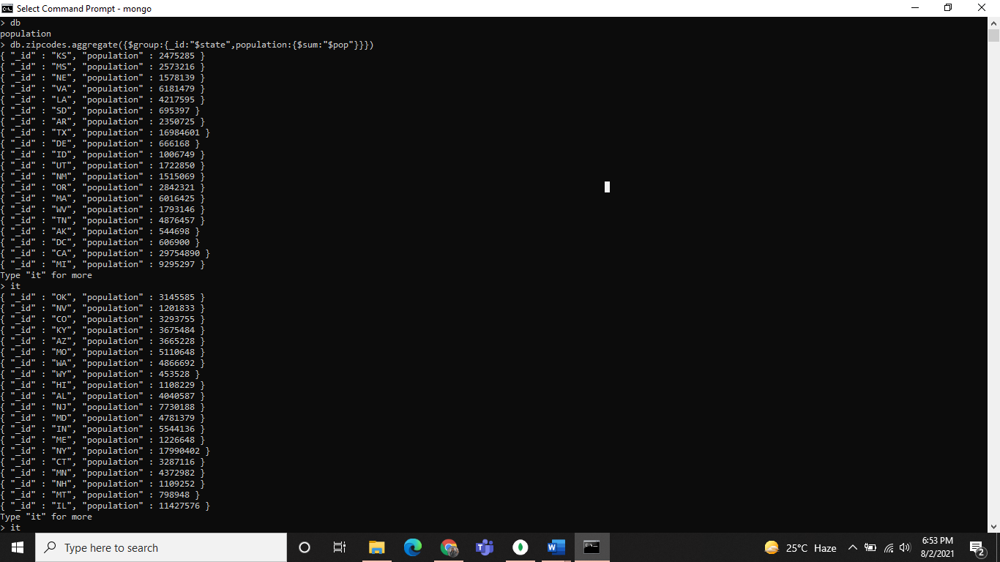 Select Command Prompt - mongo
> db
population
> db.zipcodes.aggregate({$group:{_id:"$state",population:{$sum:"$pop"}}})
{ "_id" : "KS", "population" : 2475285 }
{ "_id" : "MS", "population" : 2573216 }
{ "_id" : "NE", "population" : 1578139 }
{ "_id" : "VA", "population" : 6181479 }
{ "_id" : "LA", "population" : 4217595 }
{ "_id" : "SD", "population" : 695397 }
{ "_id" : "AR", "population" : 2350725 }
{ "_id" : "TX", "population" : 16984601 }
{ "_id" : "DE", "population" : 666168 }
{ "_id" : "ID", "population" : 1006749 }
{ "_id" : "UT", "population" : 1722850 }
{ "_id" : "NM", "population" : 1515069 }
{ "_id" : "OR", "population" : 2842321 }
{ "_id" : "MA", "population" : 6016425 }
{ "_id" : "WV", "population" : 1793146 }
{ "_id" : "TN", "population" : 4876457 }
{ "_id" : "AK", "population" : 544698 }
{ "_id" : "DC", "population" : 606900 }
{ "_id" : "CA", "population" : 29754890 }
{ "_id" : "MI", "population" : 9295297 }
Type "it" for more
> it
{ "_id" : "OK", "population" : 3145585 }
{ "_id" : "NV", "population" : 1201833 }
{ "_id" : "CO", "population" : 3293755 }
{ "_id" : "KY", "population" : 3675484 }
{ "_id" : "AZ", "population" : 3665228 }
{ "_id" : "MO", "population" : 5110648 }
{ "_id" : "WA", "population" : 4866692 }
{ "_id" : "WY", "population" : 453528 }
{ "_id" : "HI", "population" : 1108229 }
{ "_id" : "AL", "population" : 4040587 }
{ "_id" : "NJ", "population" : 7730188 }
{ "_id" : "MD", "population" : 4781379 }
{ "_id" : "IN", "population" : 5544136 }
{ "_id" : "ME", "population" : 1226648 }
{ "_id" : "NY", "population" : 17990402 }
{ "_id" : "CT", "population" : 3287116 }
{ "_id" : "MN", "population" : 4372982 }
{ "_id" : "NH", "population" : 1109252 }
{ "_id" : "MT", "population" : 798948 }
{ "_id" : "IL", "population" : 11427576 }
Type "it" for more
> it
Type here to search
25°C Haze
6:53 PM
8/2/2021
2